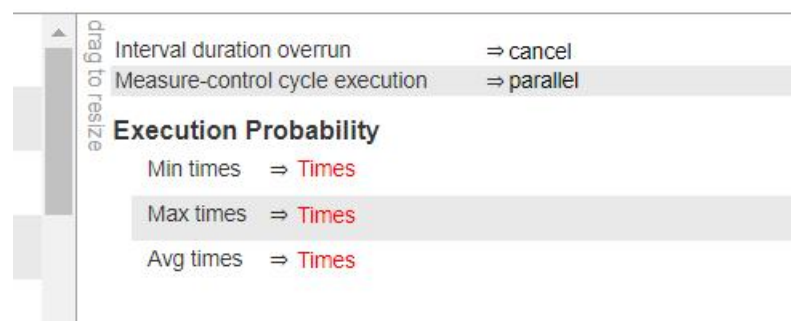 drag to resize
Interval duration overrun ⇒ cancel
Measure-control cycle execution ⇒ parallel
Execution Probability
Min times ⇒ Times
Max times ⇒ Times
Avg times ⇒ Times